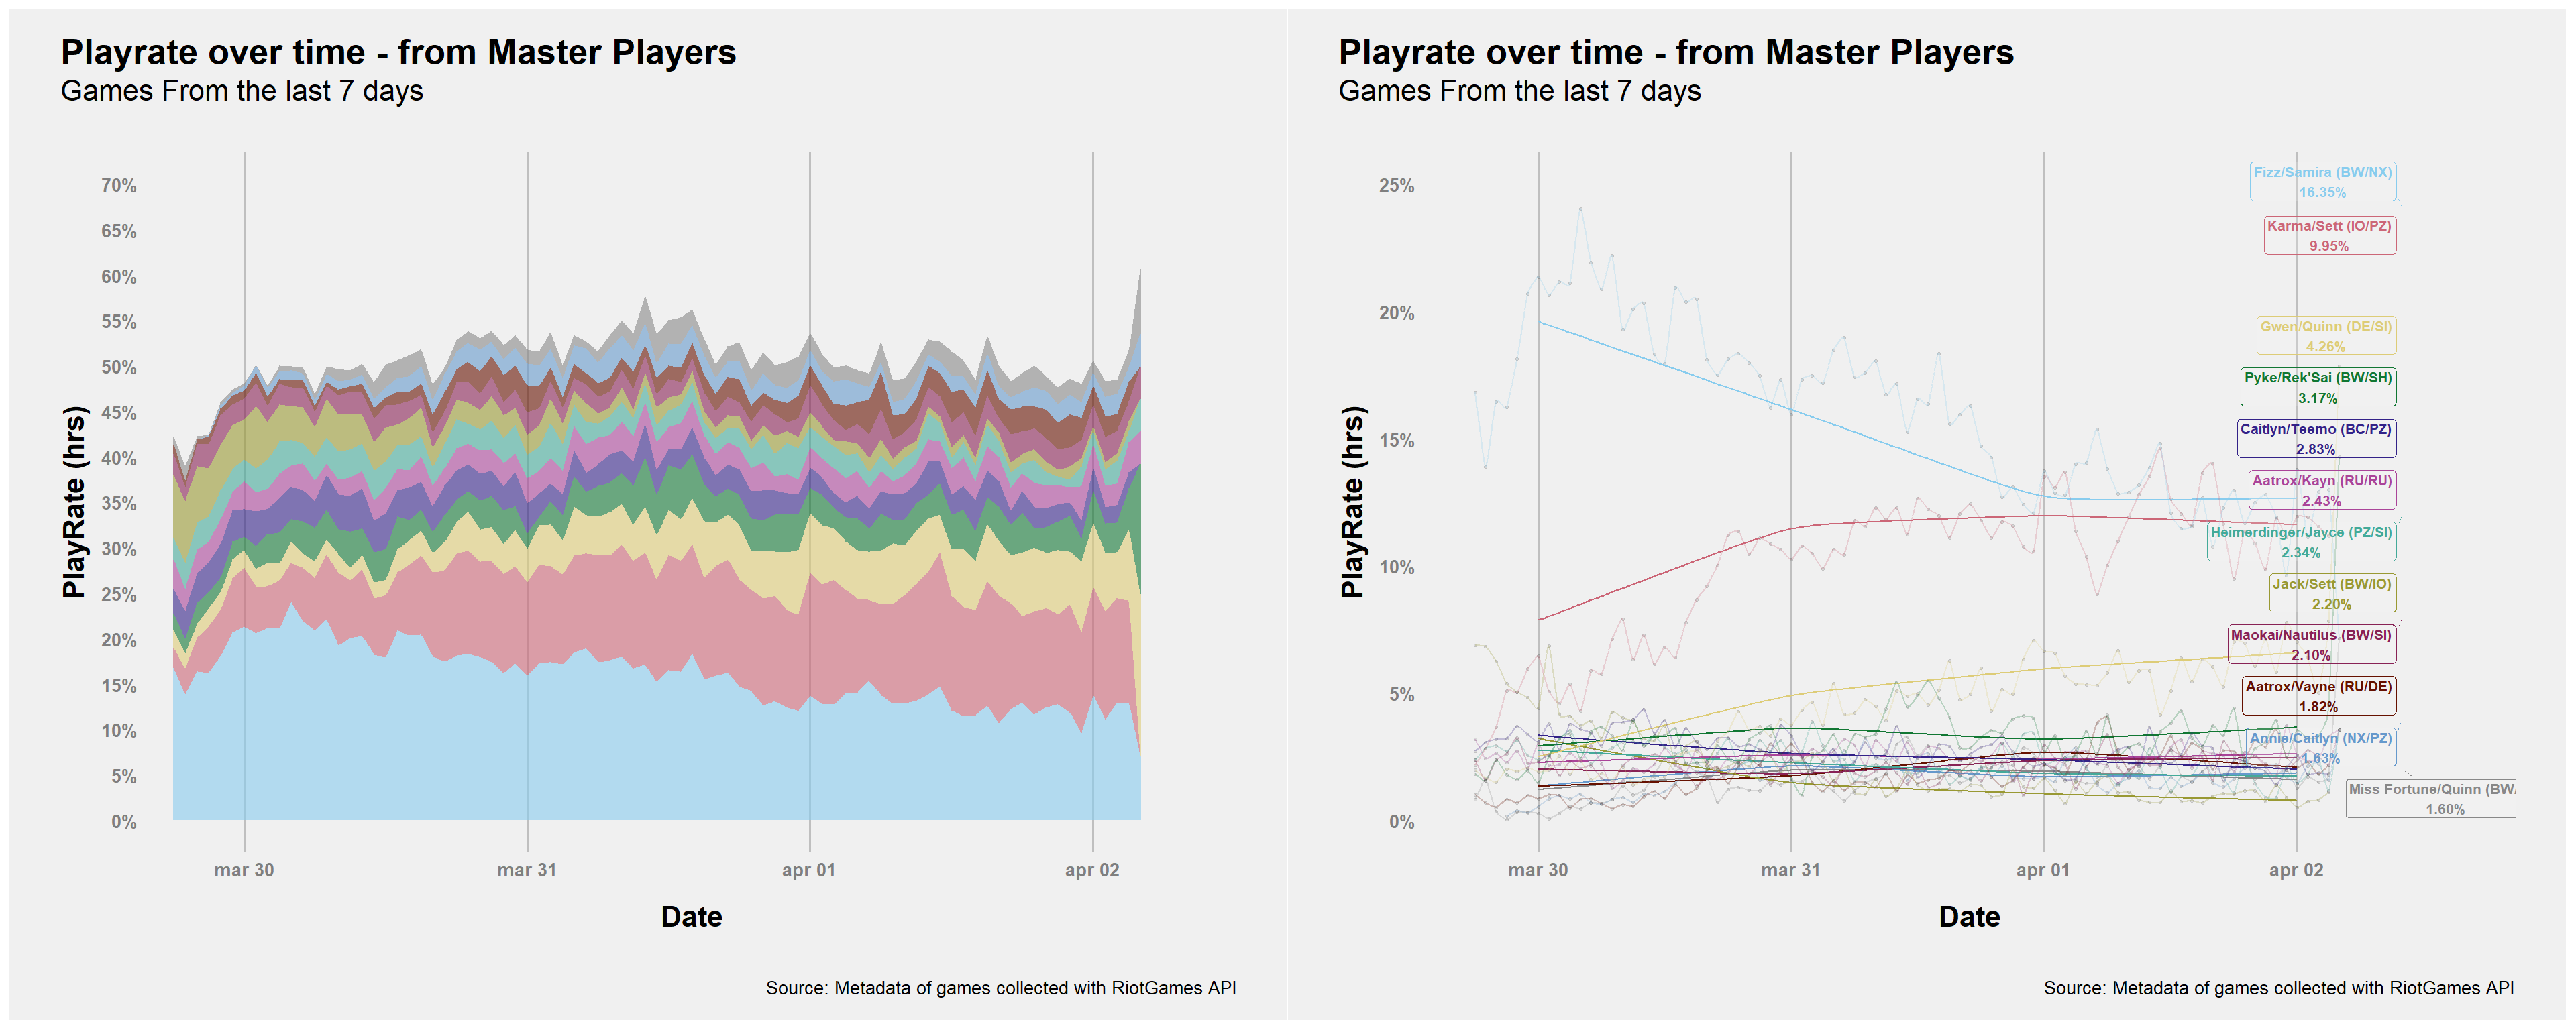 Playrate over time - from Master Players
Games From the last 7 days
70%
65%
60%
55%
50%
45%
40%
35%
30%
25%
20%
15%
10%
5%
0%
PlayRate (hrs)
mar 30
mar 31
apr 01
apr 02
Date
Source: Metadata of games collected with RiotGames API
Playrate over time - from Master Players
Games From the last 7 days
25%
20%
15%
10%
5%
0%
PlayRate (hrs)
Fizz/Samira (BW/NX)
16.35%
Karma/Sett (IO/PZ)
9.95%
Gwen/Quinn (DE/SI)
4.26%
Pyke/Rek'Sai (BW/SH)
3.17%
Caitlyn/Teemo (BC/PZ)
2.83%
Aatrox/Kayn (RU/RU)
2.43%
Heimerdinger/Jayce (PZ/SI)
2.34%
Jack/Sett (BW/IO)
2.20%
Maokai/Nautilus (BW/SI)
2.10%
Aatrox/Vayne (RU/DE)
1.82%
Annie/Caitlyn (NX/PZ)
1.63%
Miss Fortune/Quinn (BW/
1.60%
mar 30
mar 31
apr 01
apr 02
Date
Source: Metadata of games collected with RiotGames API